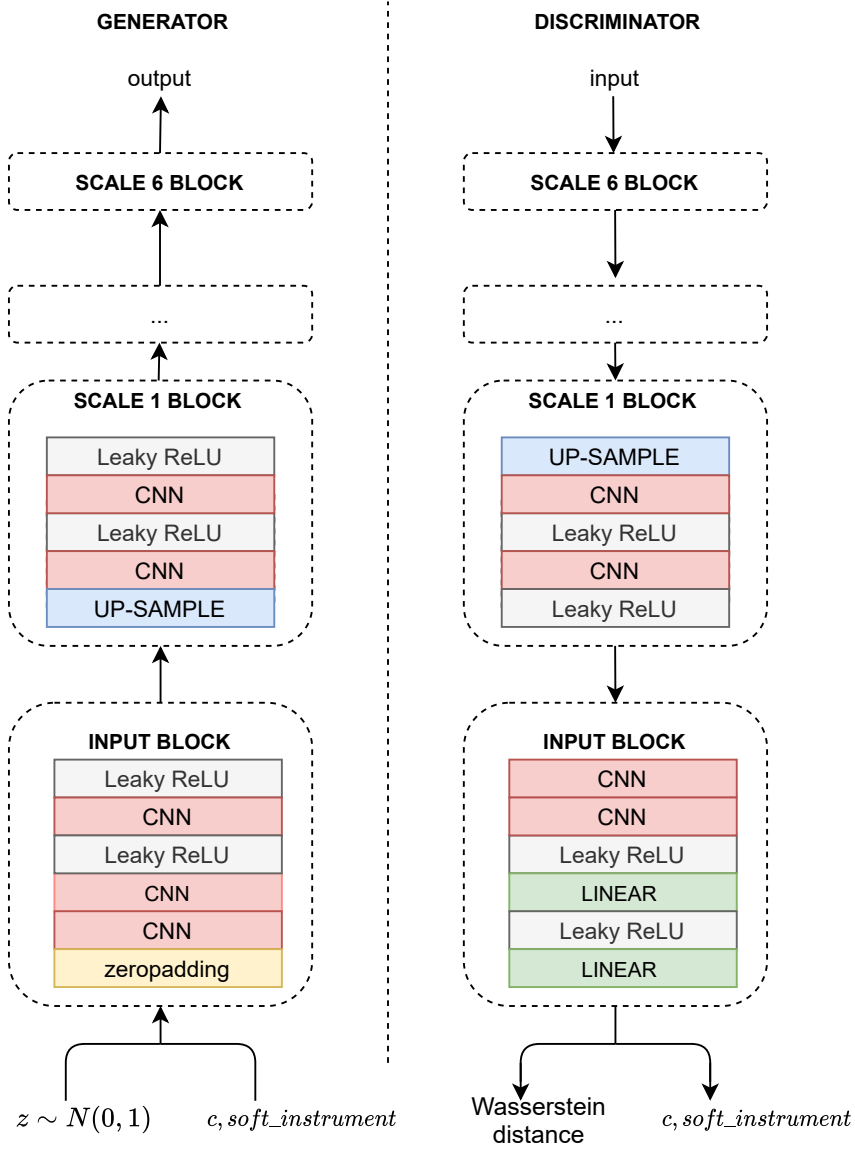 GENERATOR
output
SCALE 6 BLOCK
...
SCALE 1 BLOCK
Leaky ReLU
CNN
Leaky ReLU
CNN
UP-SAMPLE
INPUT BLOCK
Leaky ReLU
CNN
Leaky ReLU
CNN
CNN
zeropadding
z ∼ N(0, 1)
c, soft_instrument
DISCRIMINATOR
input
SCALE 6 BLOCK
...
SCALE 1 BLOCK
UP-SAMPLE
CNN
Leaky ReLU
CNN
Leaky ReLU
INPUT BLOCK
CNN
CNN
Leaky ReLU
LINEAR
Leaky ReLU
LINEAR
Wasserstein
distance
c, soft_instrument